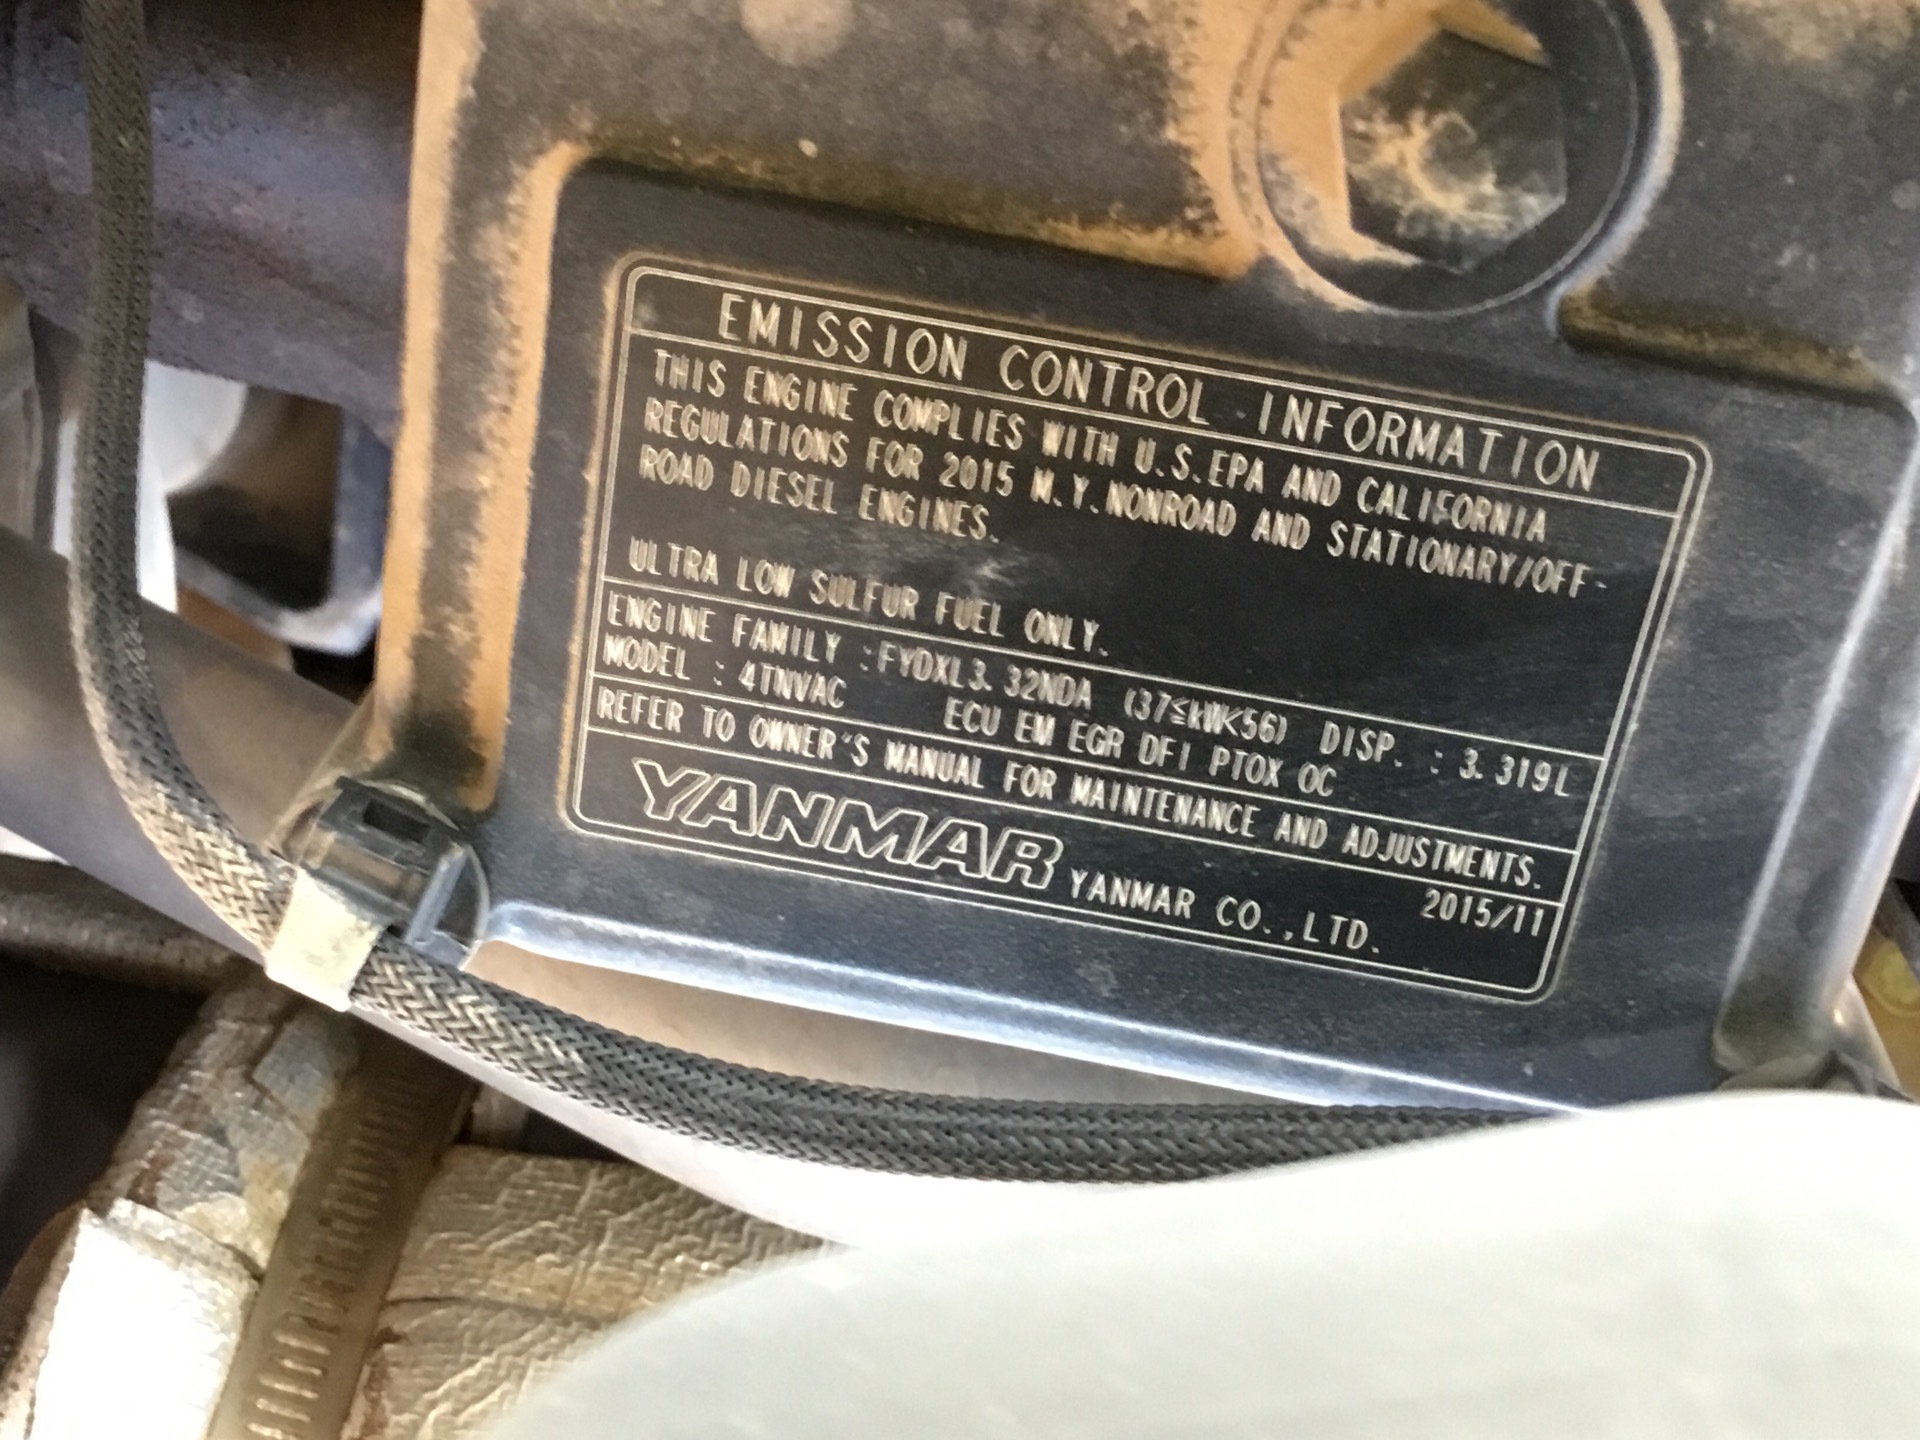 EMISSION CONTROL INFORMATION
THIS ENGINE COMPLIES WITH U.S.EPA AND CALIFORNIA
REGULATIONS FOR 2015 M.Y.NONROAD AND STATIONARY/OFF-
ROAD DIESEL ENGINES.
ULTRA LOW SULFUR FUEL ONLY.
ENGINE FAMILY :FYDXL3.32NDA (37≦kW<56) DISP. : 3.319L
MODEL : 4TNVAC ECU EM EGR DFI PTOX OC
REFER TO OWNER'S MANUAL FOR MAINTENANCE AND ADJUSTMENTS.
YANMAR YANMAR CO.,LTD. 2015/11